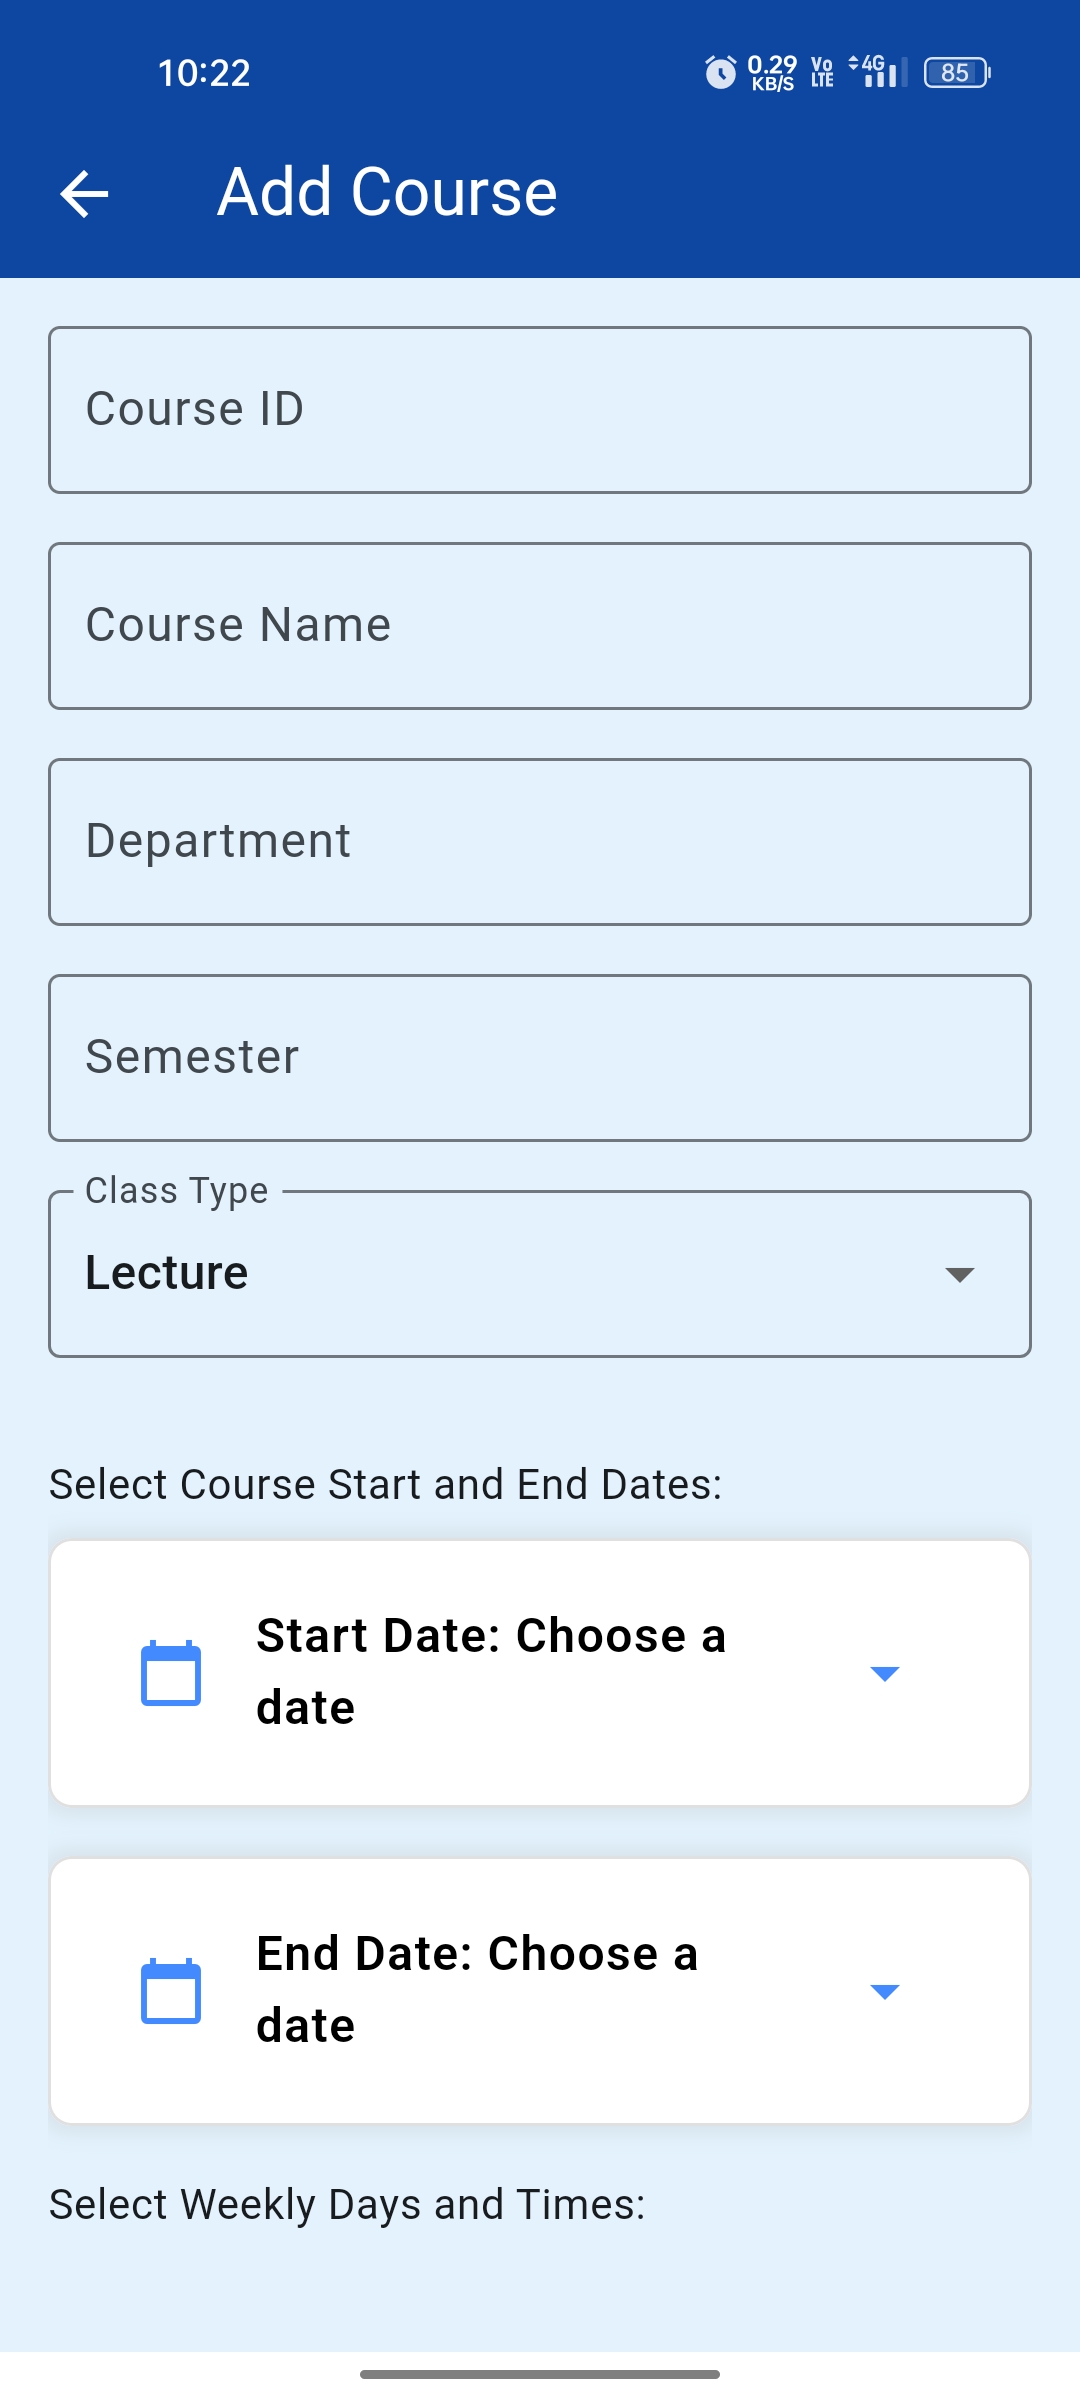 10:22
0.29
KB/S
Vo
LTE
4G
85
Add Course
Course ID
Course Name
Department
Semester
Class Type
Lecture
Select Course Start and End Dates:
Start Date: Choose a
date
End Date: Choose a
date
Select Weekly Days and Times: